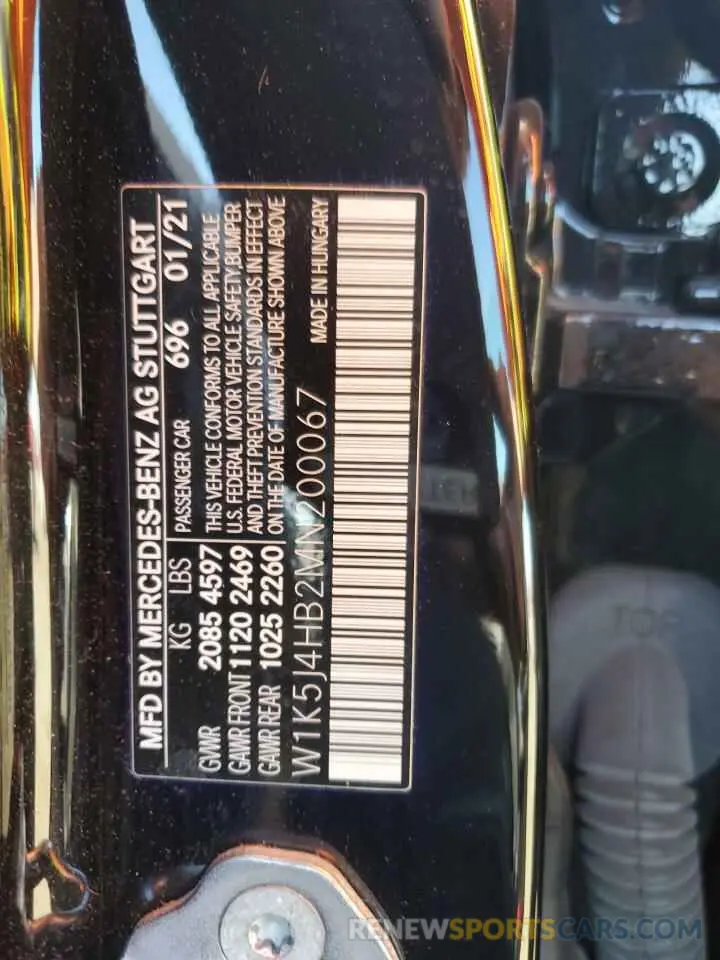 MFD BY MERCEDES-BENZ AG STUTTGART
KG LBS PASSENGER CAR 696 01/21
GVWR 2085 4597 THIS VEHICLE CONFORMS TO ALL APPLICABLE
GAWR FRONT 1120 2469 U.S. FEDERAL MOTOR VEHICLE SAFETY, BUMPER
GAWR REAR 1025 2260 AND THEFT PREVENTION STANDARDS IN EFFECT
ON THE DATE OF MANUFACTURE SHOWN ABOVE
W1K5J4HB2MN200067 MADE IN HUNGARY
TOP
RENEWSPORTSCARS.COM